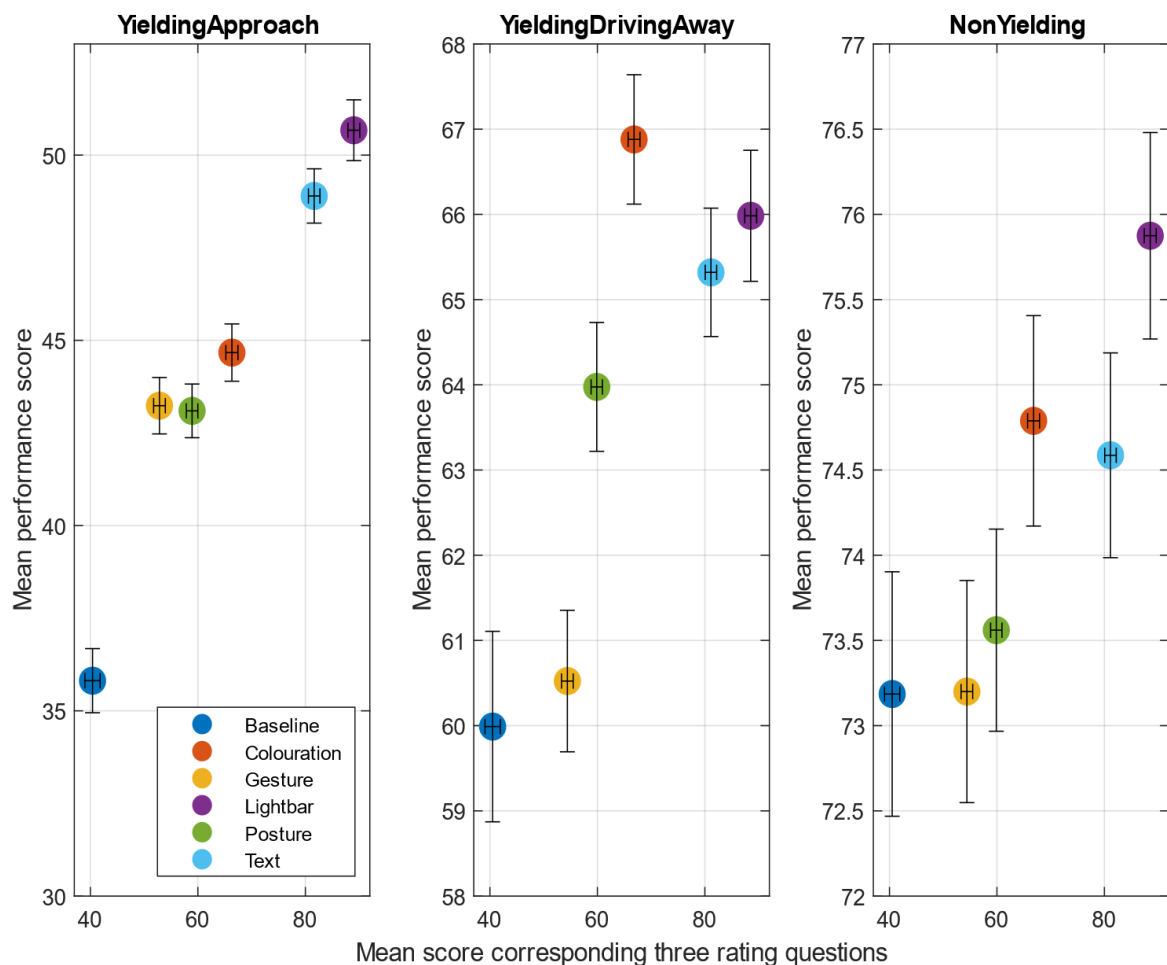 YieldingApproach
YieldingDrivingAway
NonYielding
Mean performance score
50
45
40
35
30
40
60
80
Baseline
Colouration
Gesture
Lightbar
Posture
Text
Mean performance score
68
67
66
65
64
63
62
61
60
59
58
40
60
80
Mean performance score
77
76.5
76
75.5
75
74.5
74
73.5
73
72.5
72
40
60
80
Mean score corresponding three rating questions